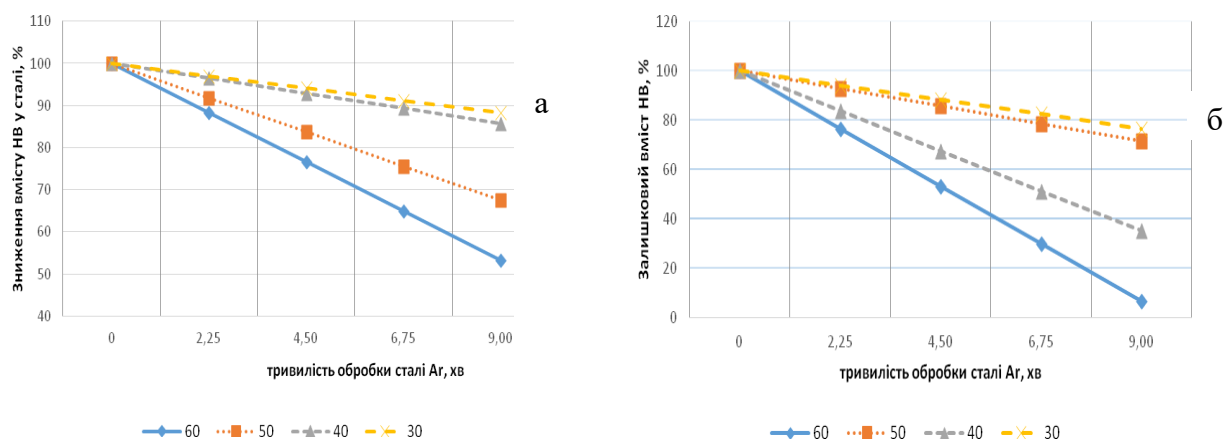 110
100
90
80
70
60
50
40
Зниження вмісту НВ у сталі, %
0 2,25 4,50 6,75 9,00
тривилість обробки сталі Ar, хв
60 50 40 30
а
120
100
80
60
40
20
0
Залишковий вміст НВ, %
0 2,25 4,50 6,75 9,00
тривилість обробки сталі Ar, хв
60 50 40 30
б